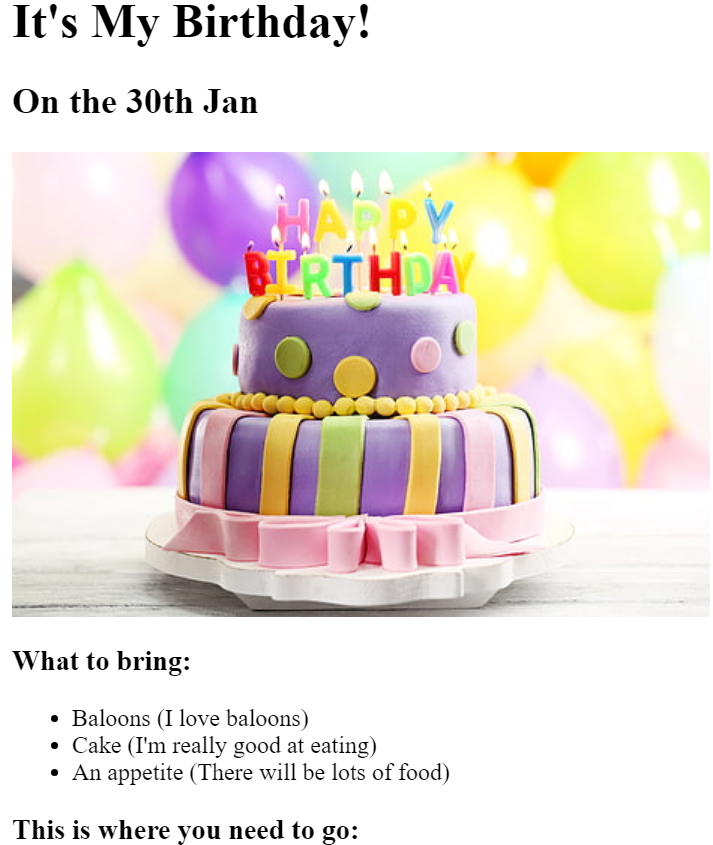 It's My Birthday!
On the 30th Jan
HAPPY
BIRTHDAY
What to bring:
Baloons (I love baloons)
Cake (I'm really good at eating)
An appetite (There will be lots of food)
This is where you need to go: